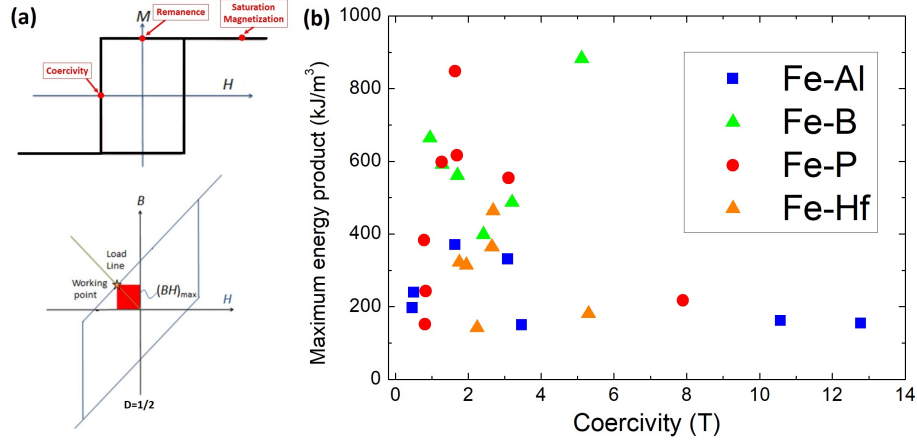 (a)
M
Remanence
Saturation
Magnetization
Coercivity
H
B
Load
Line
Working
point
(BH)max
H
D=1/2
(b)
Maximum energy product (kJ/m³)
1000
800
600
400
200
0
0 2 4 6 8 10 12 14
Coercivity (T)
Fe-Al
Fe-B
Fe-P
Fe-Hf